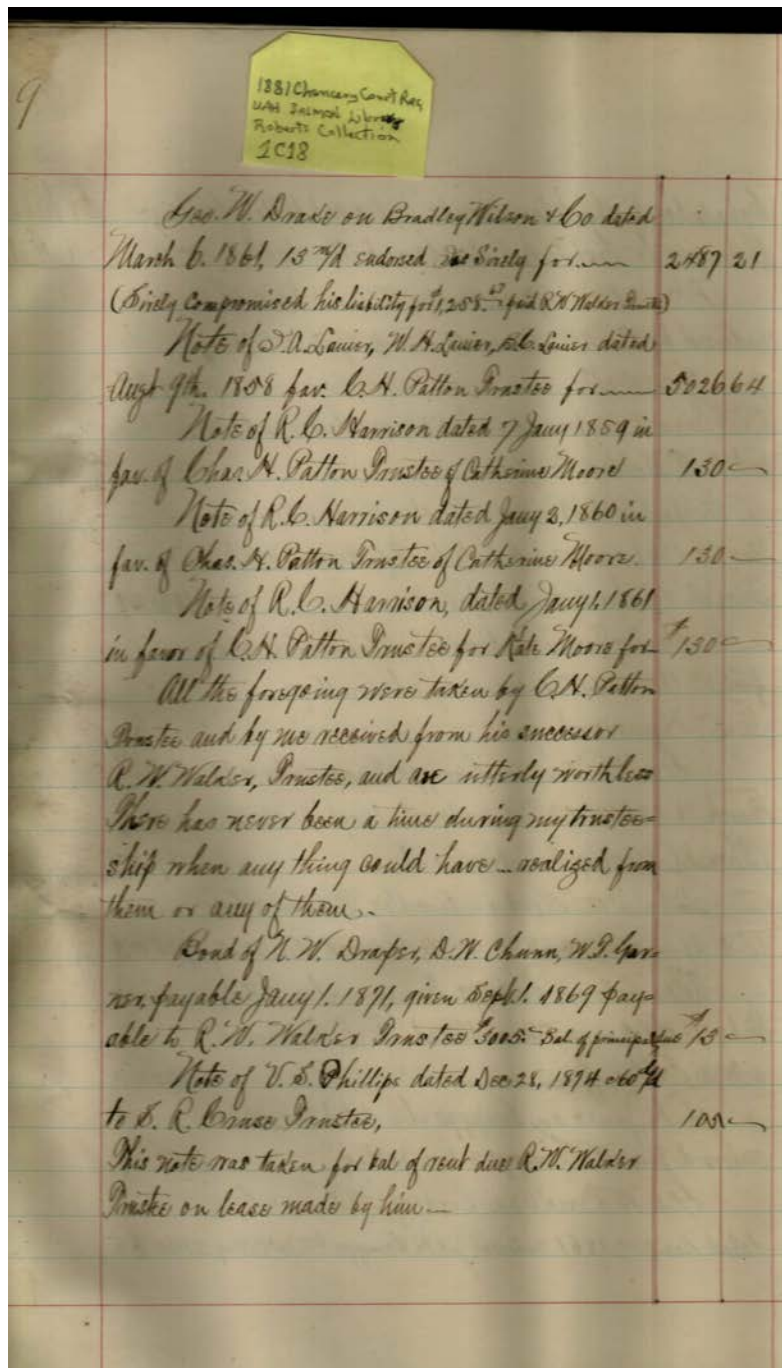 9
1881 Chancery Court Rec,
UAH Salmon Library
Roberts Collection
1C18
Geo. W. Drake on Bradley Wilson & Co dated
March 6. 1861, 13 m/d endorsed Sively for 2487 21
(Sively compromised his liability for $1,258. paid R W Walker Trustee)
Note of I. A. Lanier, W. H. Lanier, B. C. Lanier dated
Augt 9th. 1858 fav. C. H. Patton Trustee for 5026 64
Note of R. C. Harrison dated 7 Jany 1859 in
fav. of Chas. H. Patton Trustee of Catherine Moore 130
Note of R. C. Harrison dated Jany 2, 1860 in
fav. of Chas. H. Patton Trustee of Catherine Moore. 130
Note of R. C. Harrison, dated Jany 1. 1861
in favor of C. H. Patton Trustee for Kate Moore for $130
All the foregoing were taken by C. H. Patton
Trustee and by me received from his successor
R. W. Walker, Trustee, and are utterly worthless
There has never been a time during my trustee=
ship when any thing could have realized from
them or any of them.
Bond of N. W. Draper, D. W. Chunn, W. P. Gar=
ner, payable Jany 1. 1871, given Sept 1. 1869 pay=
able to R. W. Walker Trustee $3005. Bal. of principal due $13
Note of V. S. Phillips dated Dec 28, 1874 @60 d/d
to S. R. Cruse Trustee, 105
This note was taken for bal of rent due R. W. Walker
Trustee on lease made by him